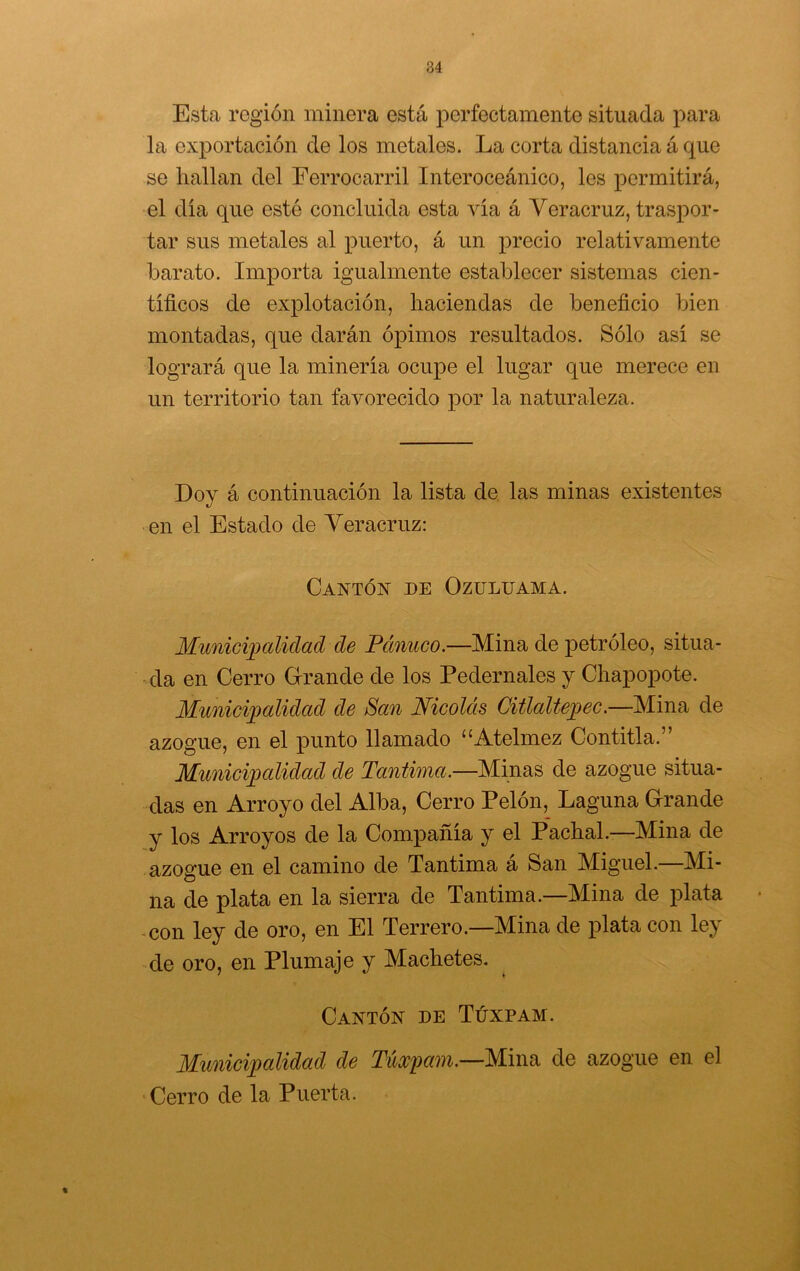 34
Esta región minera está perfectamente situada para
la exportación de los metales. La corta distancia á que
se hallan del Ferrocarril Interoceánico, les permitirá,
el día que esté concluida esta vía á Veracruz, traspor-
tar sus metales al puerto, á un precio relativamente
barato. Importa igualmente establecer sistemas cien-
tíficos de explotación, haciendas de beneficio bien
montadas, que darán ópimos resultados. Sólo así se
logrará que la minería ocupe el lugar que merece en
un territorio tan favorecido por la naturaleza.
Doy á continuación la lista de las minas existentes
en el Estado de Veracruz:
CANTÓN DE OZULUAMA.
Municipalidad de Pánuco.—Mina de petróleo, situa-
da en Cerro Grande de los Pedernales y Chapopote.
Municipalidad de San Nicolás Citlaltepec.—Mina de
azogue, en el punto llamado “Atelmez Contitla.”
Municipalidad de Tantima.—Minas de azogue situa-
das en Arroyo del Alba, Cerro Pelón, Laguna Grande
y los Arroyos de la Compañía y el Pachal.—Mina de
azogue en el camino de Tantima á San Miguel.—Mi-
na de plata en la sierra de Tantima.—Mina de plata
con ley de oro, en El Terrero.—Mina de plata con ley
de oro, en Plumaje y Machetes.
CANTÓN DE TÚXPAM.
Municipalidad de Túxpam.—Mina de azogue en el
Cerro de la Puerta.